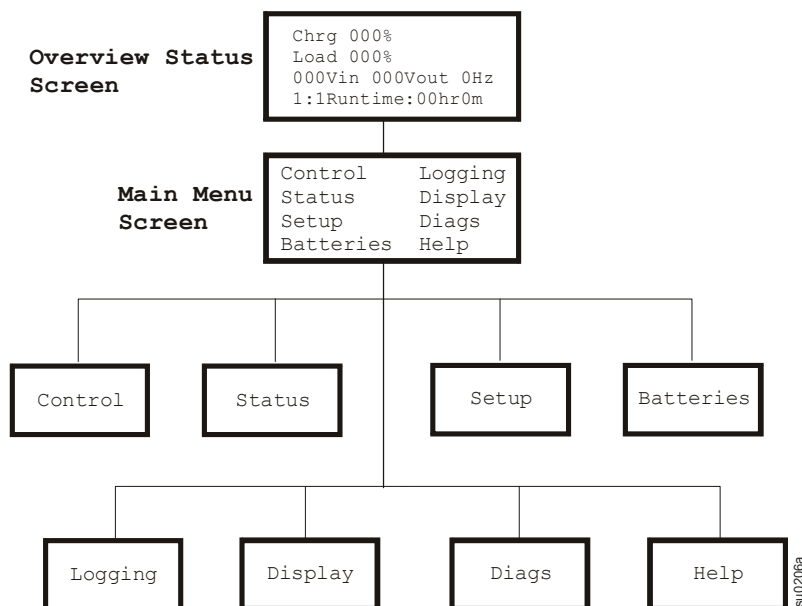 Overview Status
Screen
Chrg 000%
Load 000%
000Vin 000Vout 0Hz
1:1Runtime:00hr0m
Main Menu
Screen
Control Logging
Status Display
Setup Diags
Batteries Help
Control
Status
Setup
Batteries
Logging
Display
Diags
Help
su0206a